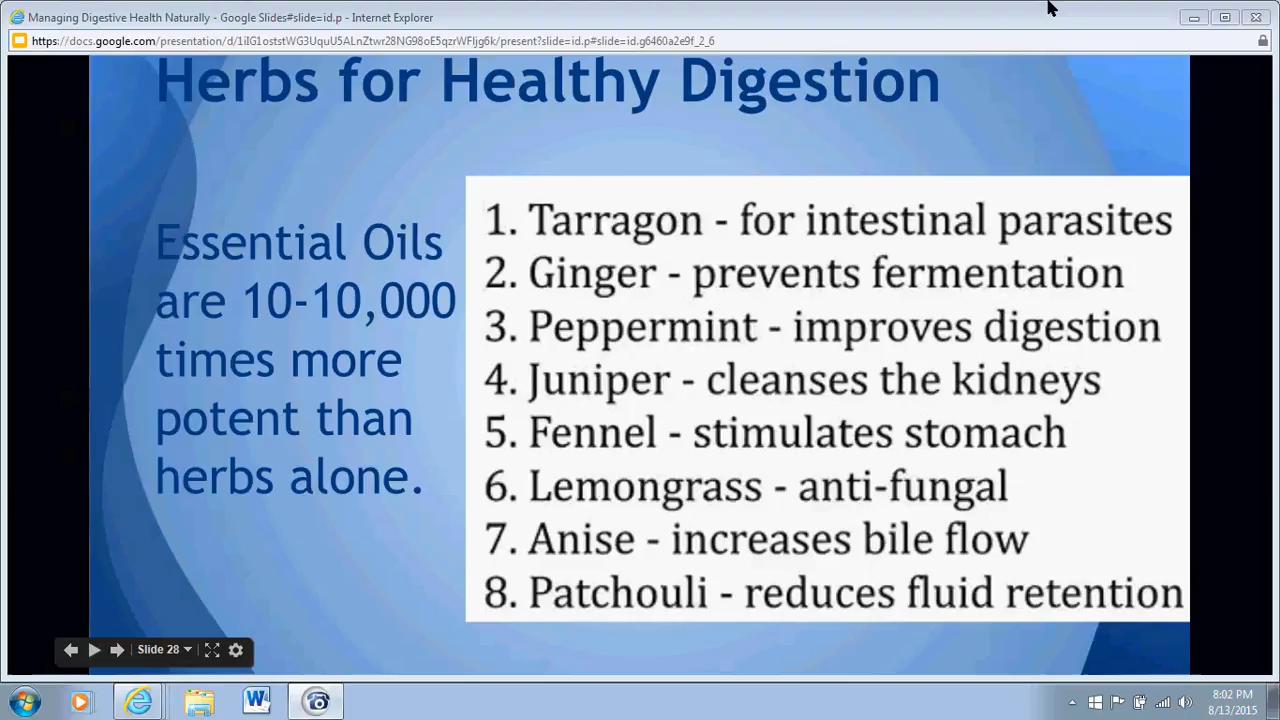 Managing Digestive Health Naturally - Google Slides#slide=id.p - Internet Explorer
Herbs for Healthy Digestion
Essential Oils
are 10-10,000
times more
potent than
herbs alone.
1. Tarragon - for intestinal parasites
2. Ginger - prevents fermentation
3. Peppermint - improves digestion
4. Juniper - cleanses the kidneys
5. Fennel - stimulates stomach
6. Lemongrass - anti-fungal
7. Anise - increases bile flow
8. Patchouli - reduces fluid retention
Slide 28
8:02 PM
8/13/2015